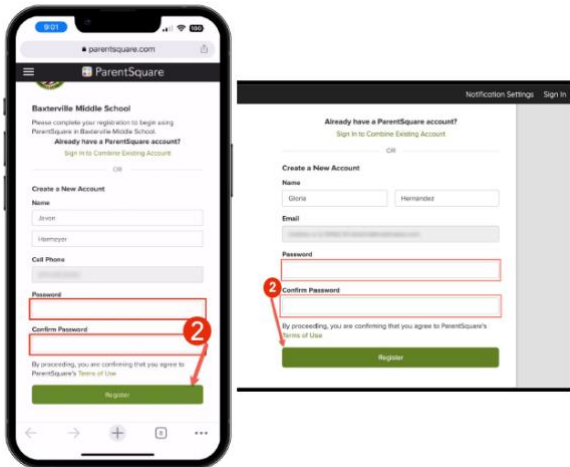 9:01
parentsquare.com
ParentSquare
Baxterville Middle School
Please complete your registration to begin using
ParentSquare in Baxterville Middle School.
Already have a ParentSquare account?
Sign In to Combine Existing Account
OR
Create a New Account
Name
Jevon
Harmeyer
Cell Phone
Password
Confirm Password
2
By proceeding, you are confirming that you agree to
ParentSquare's Terms of Use
Register
8
Notification Settings Sign In
Already have a ParentSquare account?
Sign In to Combine Existing Account
OR
Create a New Account
Name
Gloria Hernandez
Email
Password
2 Confirm Password
By proceeding, you are confirming that you agree to ParentSquare's
Terms of Use
Register